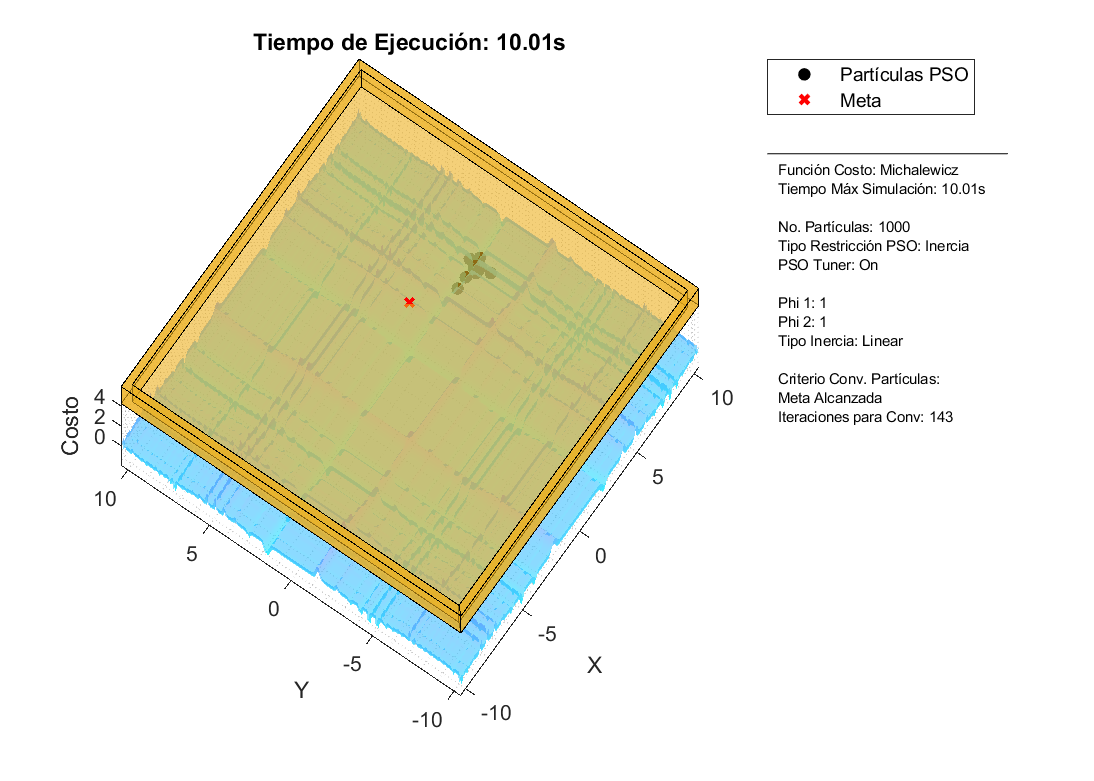 Tiempo de Ejecución: 10.01s
Partículas PSO
Meta
Función Costo: Michalewicz
Tiempo Máx Simulación: 10.01s
No. Partículas: 1000
Tipo Restricción PSO: Inercia
PSO Tuner: On
Phi 1: 1
Phi 2: 1
Tipo Inercia: Linear
Criterio Conv. Partículas:
Meta Alcanzada
Iteraciones para Conv: 143
Costo
4
2
0
10
5
0
-5
-10
Y
10
5
0
-5
-10
X